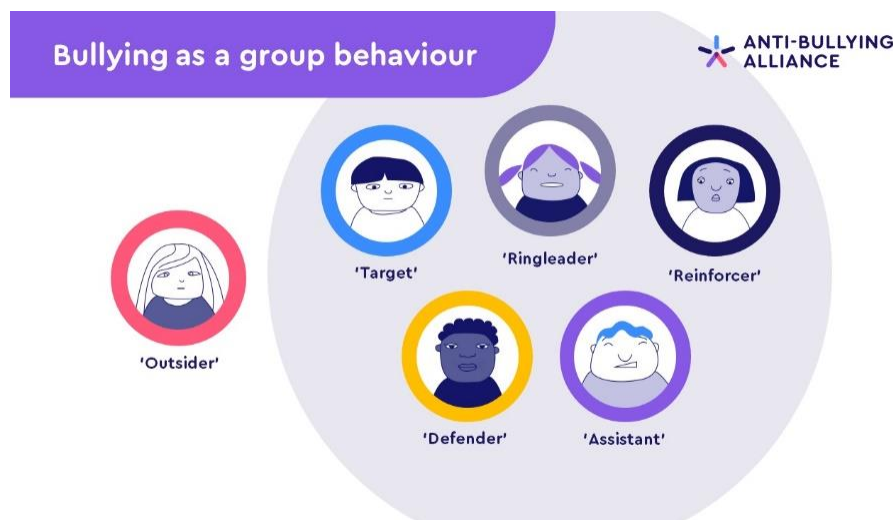 Bullying as a group behaviour
ANTI-BULLYING
ALLIANCE
'Target'
'Ringleader'
'Reinforcer'
'Outsider'
'Defender'
'Assistant'